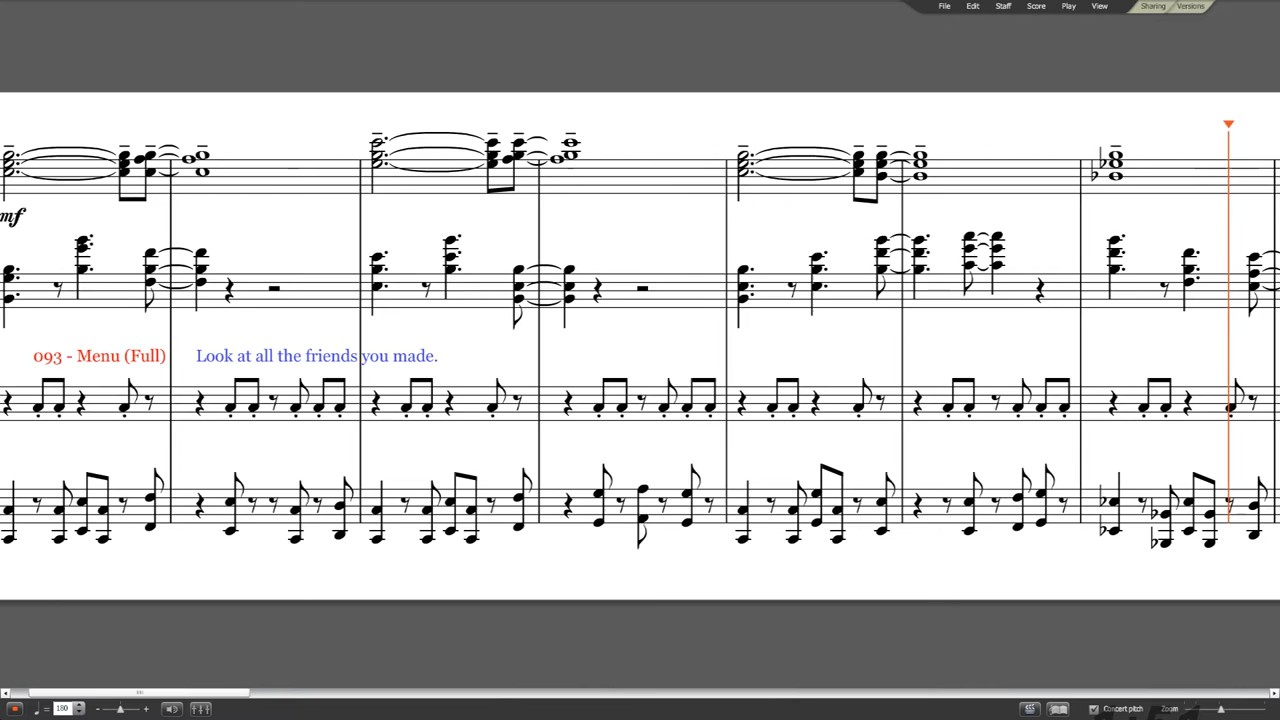 File Edit Staff Score Play View Sharing Versions
mf
093 - Menu (Full) Look at all the friends you made.
= 180 - + Concert pitch Zoom